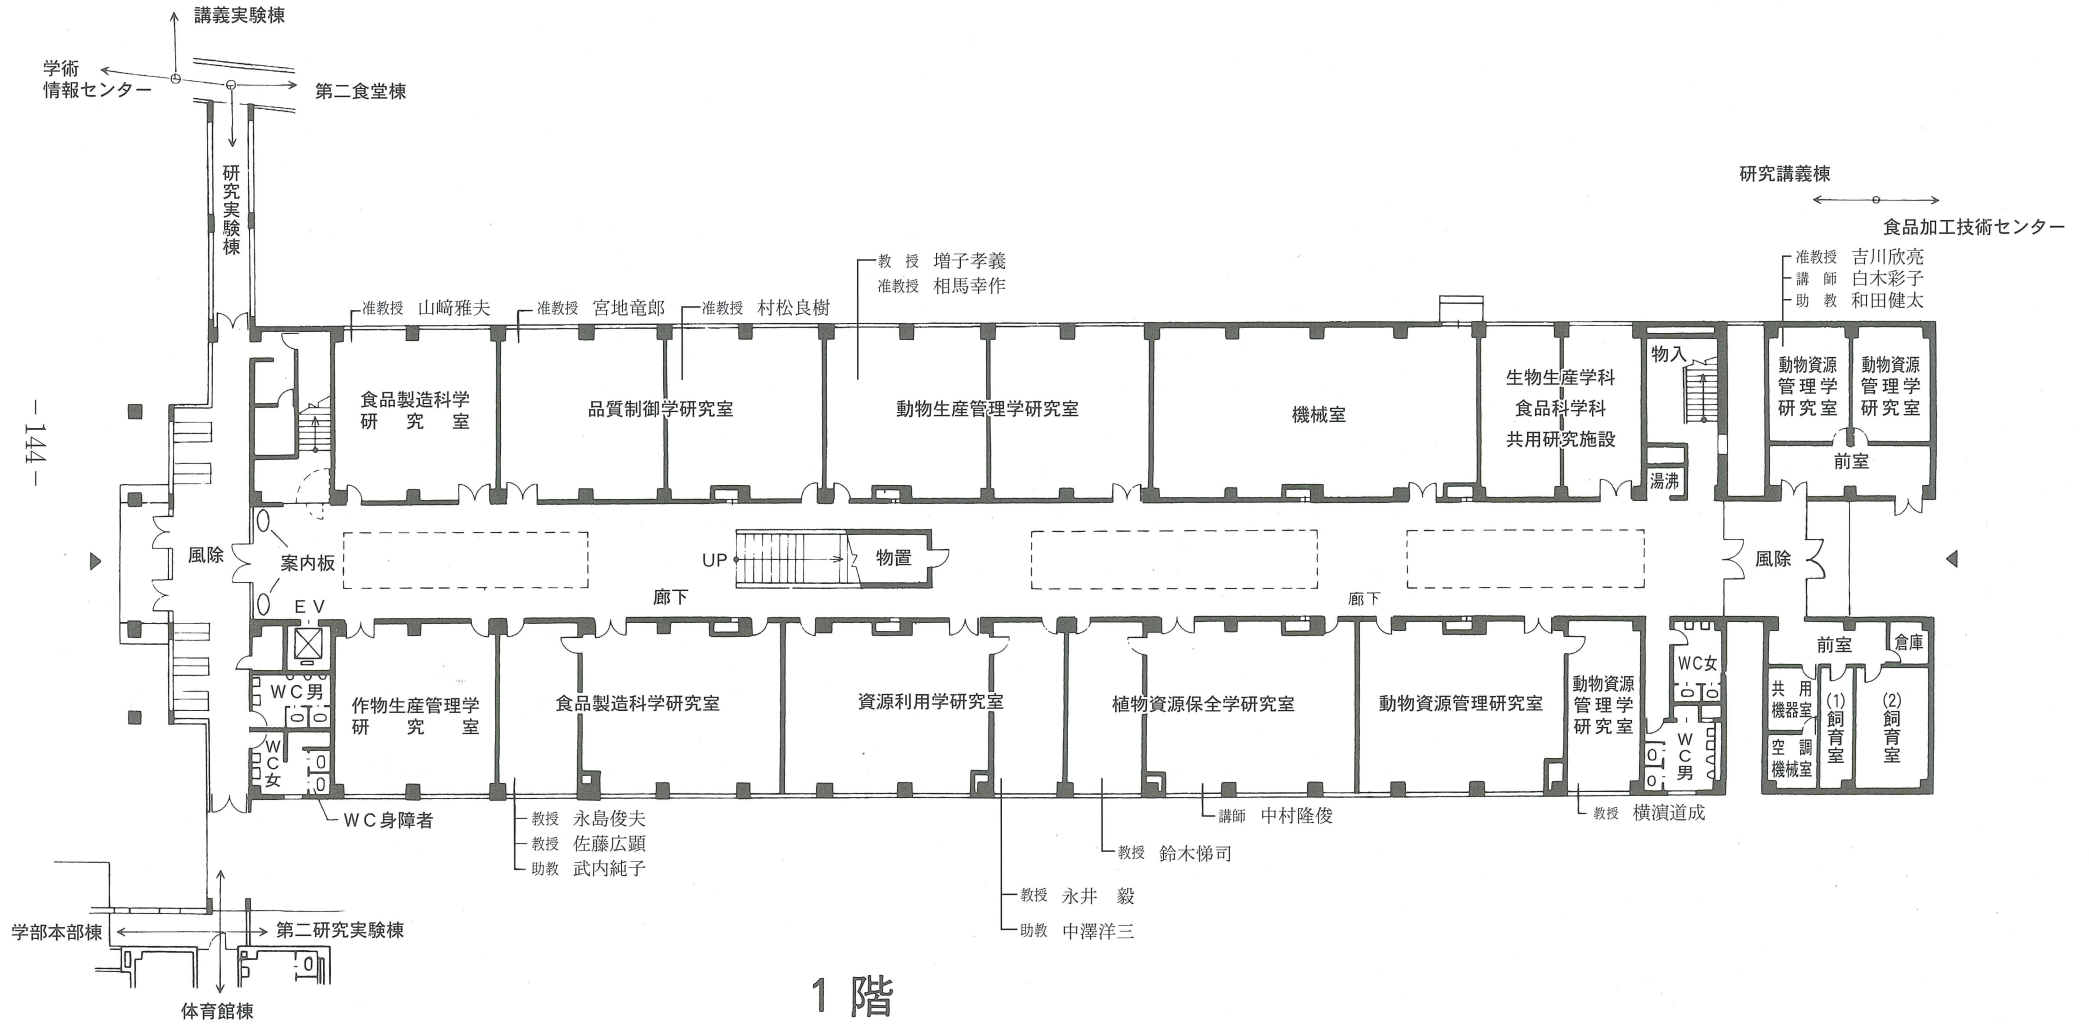 講義実験棟
学術
情報センター
第二食堂棟
研究実験棟
研究講義棟
食品加工技術センター
准教授 山﨑雅夫
准教授 宮地竜郎
准教授 村松良樹
教授 増子孝義
准教授 相馬幸作
准教授 吉川欣亮
講師 白木彩子
助教 和田健太
食品製造科学
研究室
品質制御学研究室
動物生産管理学研究室
機械室
生物生産学科
食品科学科
共用研究施設
物入
湯沸
動物資源
管理学
研究室
動物資源
管理学
研究室
前室
－144－
風除
案内板
UP
物置
廊下
廊下
風除
EV
WC男
WC女
WC身障者
作物生産管理学
研究室
食品製造科学研究室
資源利用学研究室
植物資源保全学研究室
動物資源管理研究室
動物資源
管理学
研究室
WC女
WC男
前室
倉庫
共用
機器室
空調
機械室
(1)飼育室
(2)飼育室
教授 永島俊夫
教授 佐藤広顕
助教 武内純子
教授 永井 毅
助教 中澤洋三
教授 鈴木悌司
講師 中村隆俊
教授 横濵道成
学部本部棟
第二研究実験棟
体育館棟
1階